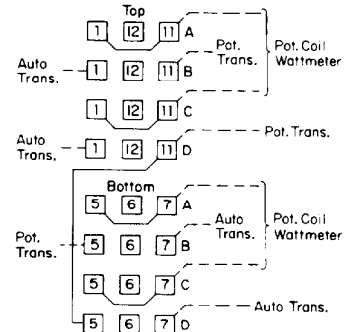 Top
1 12 11 A
Auto Trans. 1 12 11 B Pot. Trans. Pot. Coil Wattmeter
1 12 11 C
Auto Trans. 1 12 11 D Pot. Trans.
Bottom
5 6 7 A
Pot. Trans. 5 6 7 B Auto Trans. Pot. Coil Wattmeter
5 6 7 C
5 6 7 D Auto Trans.